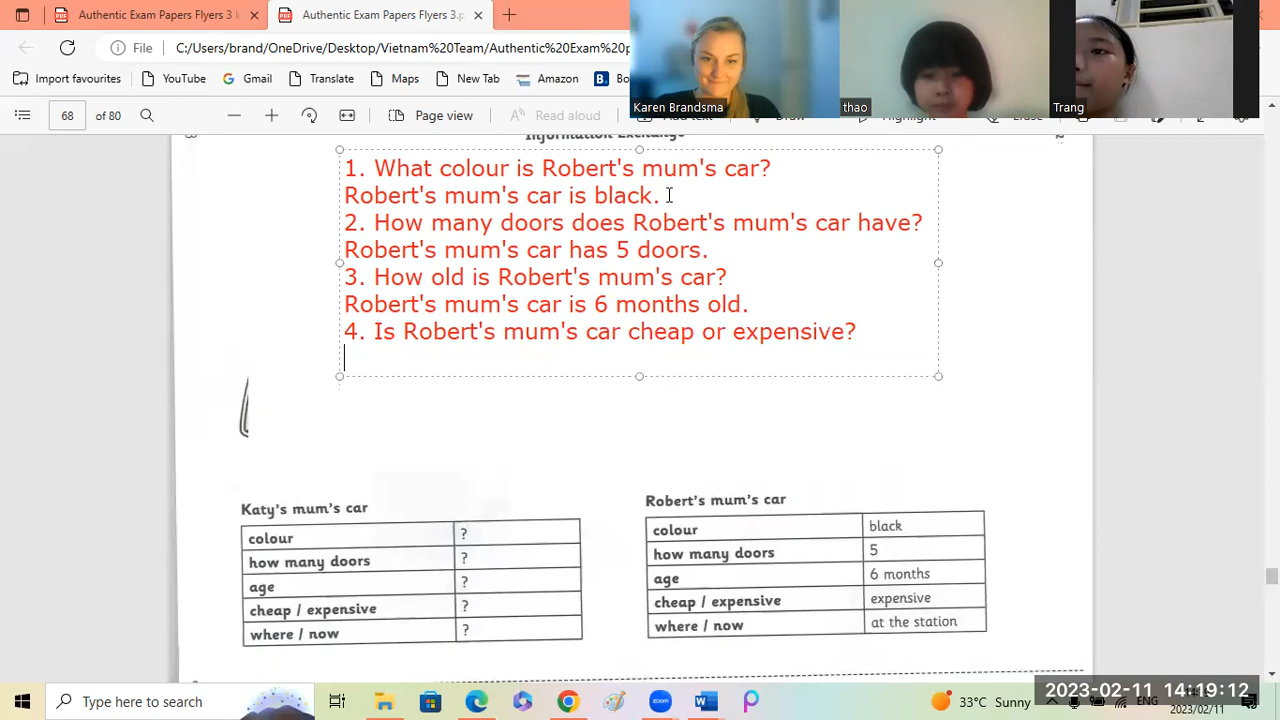 Authentic Exam Papers Flyers 3 k
Authentic Exam Papers Flyers 3.p
File
C:/Users/brand/OneDrive/Desktop/Vietnam%20Team/Authentic%20Exam%20p
Import favourites
YouTube
Gmail
Translate
Maps
New Tab
Amazon
Karen Brandsma
thao
Trang
68 of 80
Page view
Read aloud
Information Exchange
1. What colour is Robert's mum's car?
Robert's mum's car is black.
2. How many doors does Robert's mum's car have?
Robert's mum's car has 5 doors.
3. How old is Robert's mum's car?
Robert's mum's car is 6 months old.
4. Is Robert's mum's car cheap or expensive?
Katy's mum's car
colour ?
how many doors ?
age ?
cheap / expensive ?
where / now ?
Robert's mum's car
colour black
how many doors 5
age 6 months
cheap / expensive expensive
where / now at the station
Type here to search
zoom
33°C Sunny
ENG
2023-02-11 14:19:12
2023/02/11